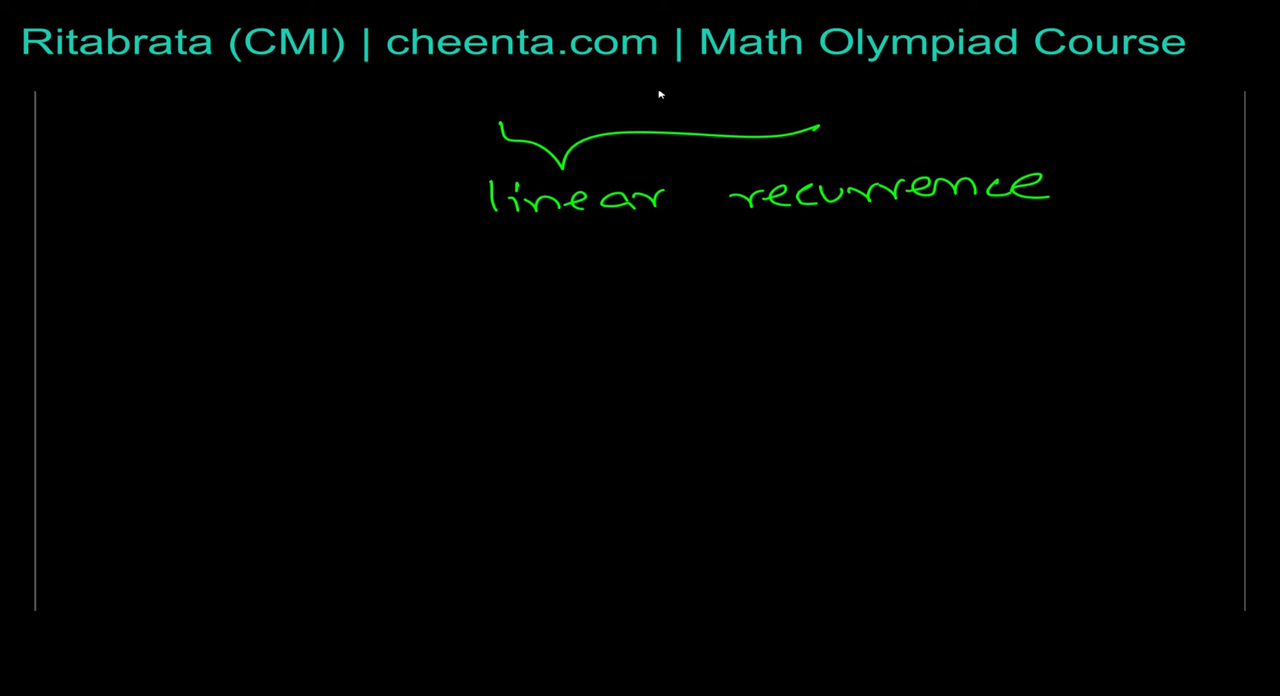 Ritabrata (CMI) | cheenta.com | Math Olympiad Course
linear recurrence